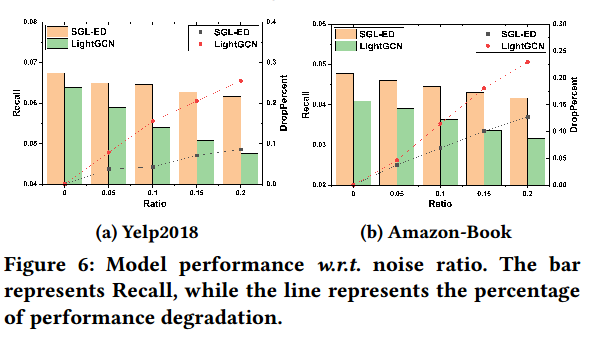 0.08
0.07
0.06
0.05
0.04
Recall
SGL-ED
LightGCN
SGL-ED
LightGCN
0.3
0.2
0.1
0.0
DropPercent
0 0.05 0.1 0.15 0.2
Ratio
(a) Yelp2018
0.06
0.05
0.04
0.03
0.02
Recall
SGL-ED
LightGCN
SGL-ED
LightGCN
0.30
0.25
0.20
0.15
0.10
0.05
0.00
DropPercent
0 0.05 0.1 0.15 0.2
Ratio
(b) Amazon-Book
Figure 6: Model performance w.r.t. noise ratio. The bar
represents Recall, while the line represents the percentage
of performance degradation.